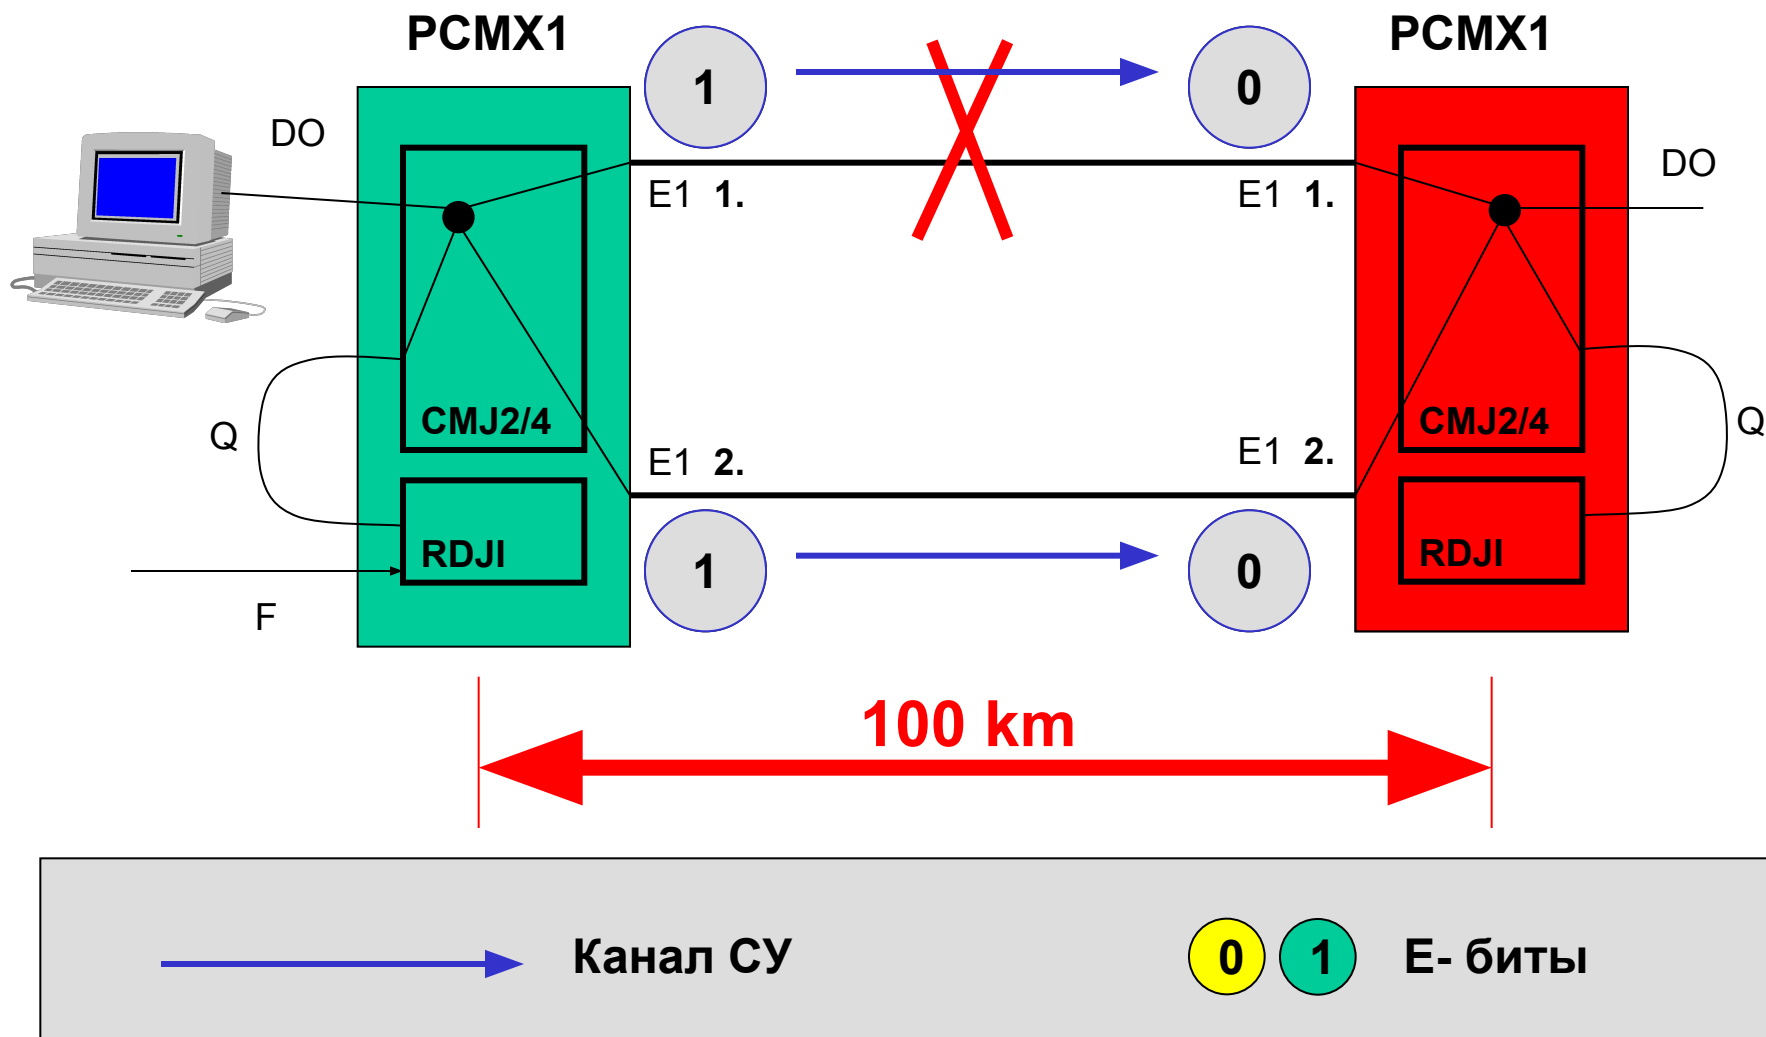 PCMX1
PCMX1
1
0
DO
DO
E1 1.
E1 1.
Q
CMJ2/4
CMJ2/4
Q
E1 2.
E1 2.
RDJI
1
0
RDJI
F
100 km
Канал СУ
0 1 Е- биты